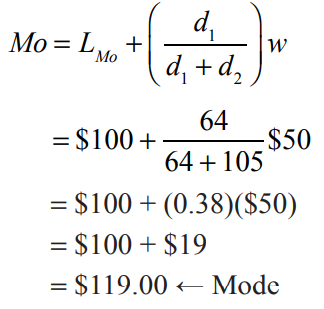 Mo = L_Mo + (d₁ / (d₁ + d₂)) w
= $100 + 64 / (64 + 105) $50
= $100 + (0.38)($50)
= $100 + $19
= $119.00 ← Mode